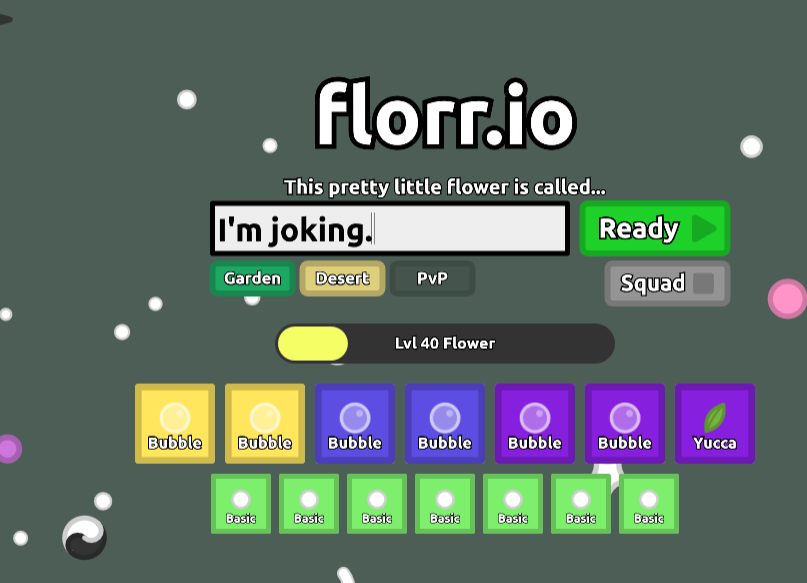 florr.io
This pretty little flower is called...
I'm joking.
Ready
Garden Desert PvP
Squad
Lvl 40 Flower
Bubble Bubble Bubble Bubble Bubble Bubble Yucca
Basic Basic Basic Basic Basic Basic Basic